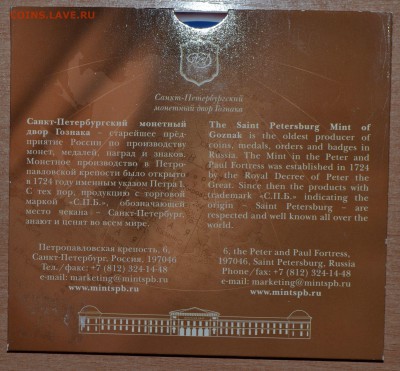 COINS.LAVE.RU
Санкт-Петербургский
монетный двор Гознака
Санкт-Петербургский монетный
двор Гознака – старейшее пред-
приятие России по производству
монет, медалей, наград и знаков.
Монетное производство в Петро-
павловской крепости было открыто
в 1724 году именным указом Петра I.
С тех пор, продукция с торговой
маркой «С.П.Б.», обозначающей
место чекана – Санкт-Петербург,
знают и ценят во всем мире.
Петропавловская крепость, 6,
Санкт-Петербург, Россия, 197046
Тел./факс: +7 (812) 324-14-48
e-mail: marketing@mintspb.ru
www.mintspb.ru
The Saint Petersburg Mint of
Goznak is the oldest producer of
coins, medals, orders and badges in
Russia. The Mint in the Peter and
Paul Fortress was established in 1724
by the Royal Decree of Peter the
Great. Since then the products with
trademark «С.П.Б.» indicating the
origin – Saint Petersburg – are
respected and well known all over the
world.
6, the Peter and Paul Fortress,
197046, Saint Petersburg, Russia
Phone/fax: +7 (812) 324-14-48
e-mail: marketing@mintspb.ru
www.mintspb.ru